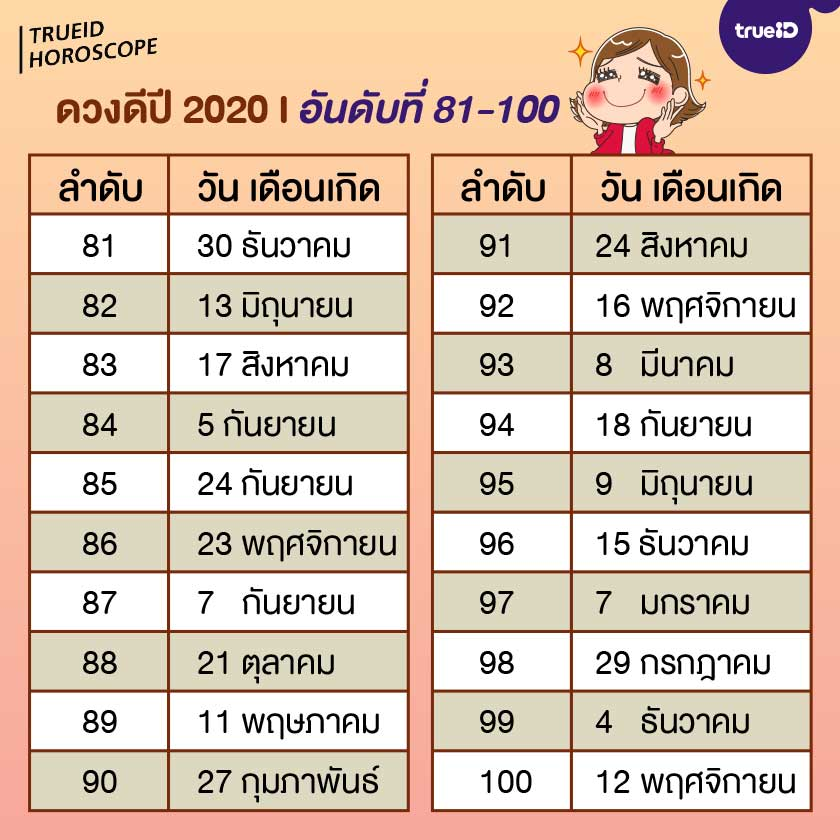 TRUEID
HOROSCOPE
trueiD
ดวงดีปี 2020 I อันดับที่ 81-100
ลำดับ วัน เดือนเกิด
81 30 ธันวาคม
82 13 มิถุนายน
83 17 สิงหาคม
84 5 กันยายน
85 24 กันยายน
86 23 พฤศจิกายน
87 7 กันยายน
88 21 ตุลาคม
89 11 พฤษภาคม
90 27 กุมภาพันธ์
ลำดับ วัน เดือนเกิด
91 24 สิงหาคม
92 16 พฤศจิกายน
93 8 มีนาคม
94 18 กันยายน
95 9 มิถุนายน
96 15 ธันวาคม
97 7 มกราคม
98 29 กรกฎาคม
99 4 ธันวาคม
100 12 พฤศจิกายน